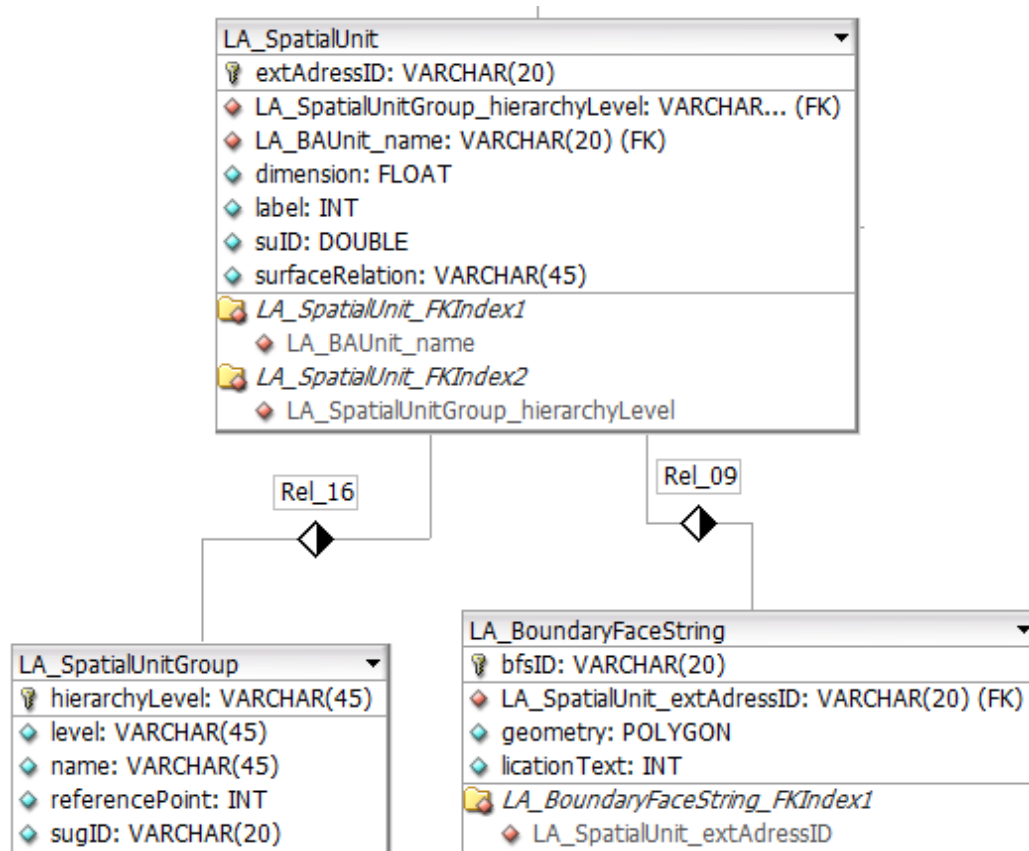 LA_SpatialUnit
extAdressID: VARCHAR(20)
LA_SpatialUnitGroup_hierarchyLevel: VARCHAR... (FK)
LA_BAUnit_name: VARCHAR(20) (FK)
dimension: FLOAT
label: INT
suID: DOUBLE
surfaceRelation: VARCHAR(45)
LA_SpatialUnit_FKIndex1
LA_BAUnit_name
LA_SpatialUnit_FKIndex2
LA_SpatialUnitGroup_hierarchyLevel
Rel_16
Rel_09
LA_SpatialUnitGroup
hierarchyLevel: VARCHAR(45)
level: VARCHAR(45)
name: VARCHAR(45)
referencePoint: INT
sugID: VARCHAR(20)
LA_BoundaryFaceString
bfsID: VARCHAR(20)
LA_SpatialUnit_extAdressID: VARCHAR(20) (FK)
geometry: POLYGON
licationText: INT
LA_BoundaryFaceString_FKIndex1
LA_SpatialUnit_extAdressID